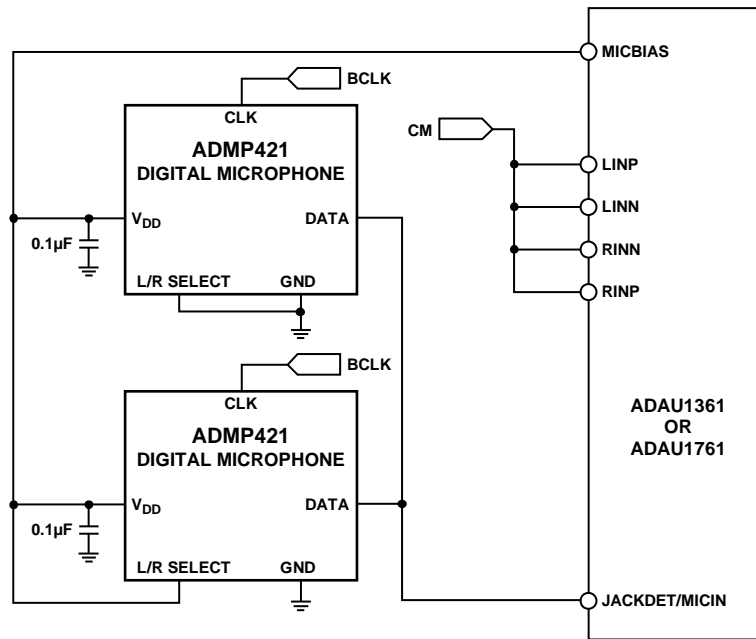 MICBIAS
BCLK
CLK
CM
ADMP421
DIGITAL MICROPHONE
LINP
VDD
DATA
LINN
0.1µF
RINN
L/R SELECT
GND
RINP
BCLK
CLK
ADMP421
DIGITAL MICROPHONE
ADAU1361
OR
ADAU1761
VDD
DATA
0.1µF
L/R SELECT
GND
JACKDET/MICIN